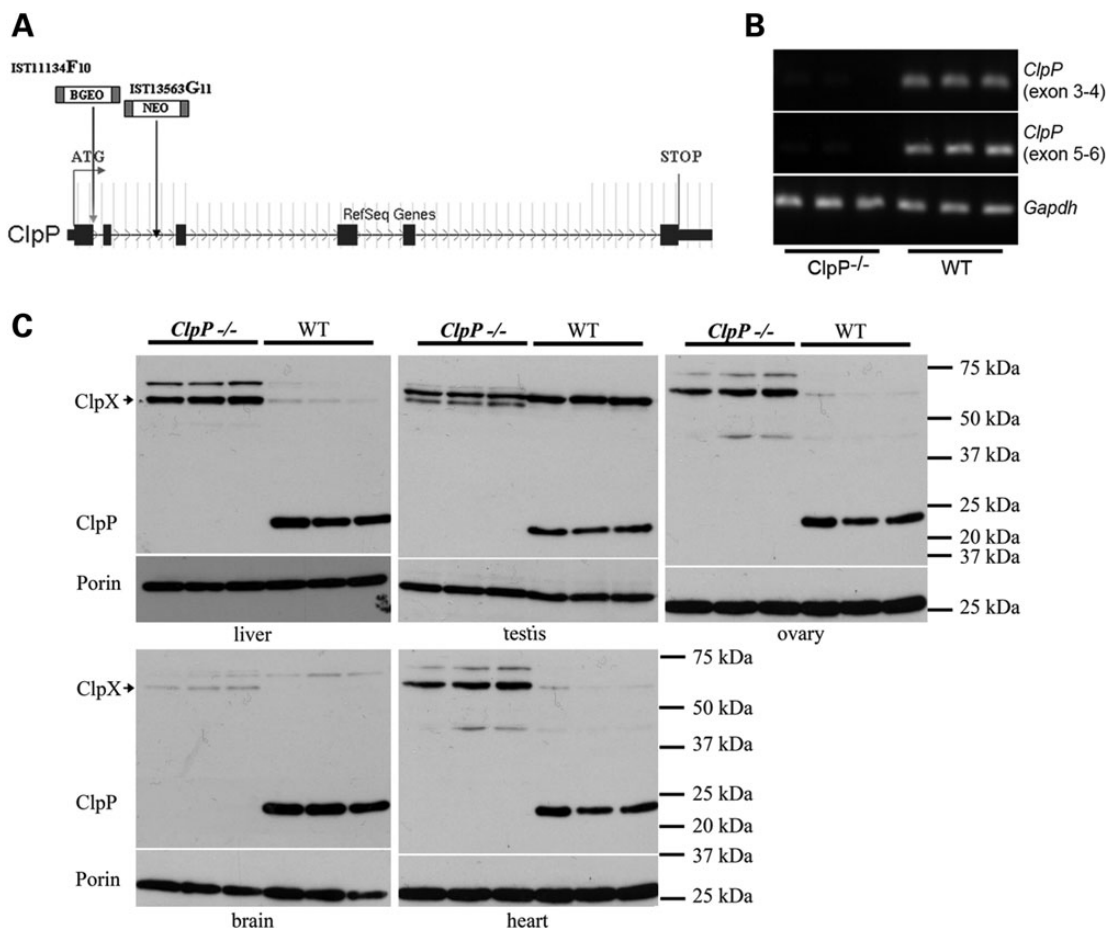 A
IST11134F10
BGEO
IST13563G11
NEO
ATG
STOP
RefSeq Genes
ClpP
B
ClpP
(exon 3-4)
ClpP
(exon 5-6)
Gapdh
ClpP-/-
WT
C
ClpP -/-
WT
ClpP -/-
WT
ClpP -/-
WT
ClpX
ClpP
Porin
75 kDa
50 kDa
37 kDa
25 kDa
20 kDa
37 kDa
25 kDa
liver
testis
ovary
ClpX
ClpP
Porin
75 kDa
50 kDa
37 kDa
25 kDa
20 kDa
37 kDa
25 kDa
brain
heart